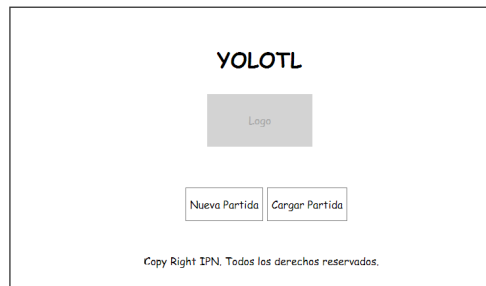 YOLOTL
Logo
Nueva Partida Cargar Partida
Copy Right IPN. Todos los derechos reservados.